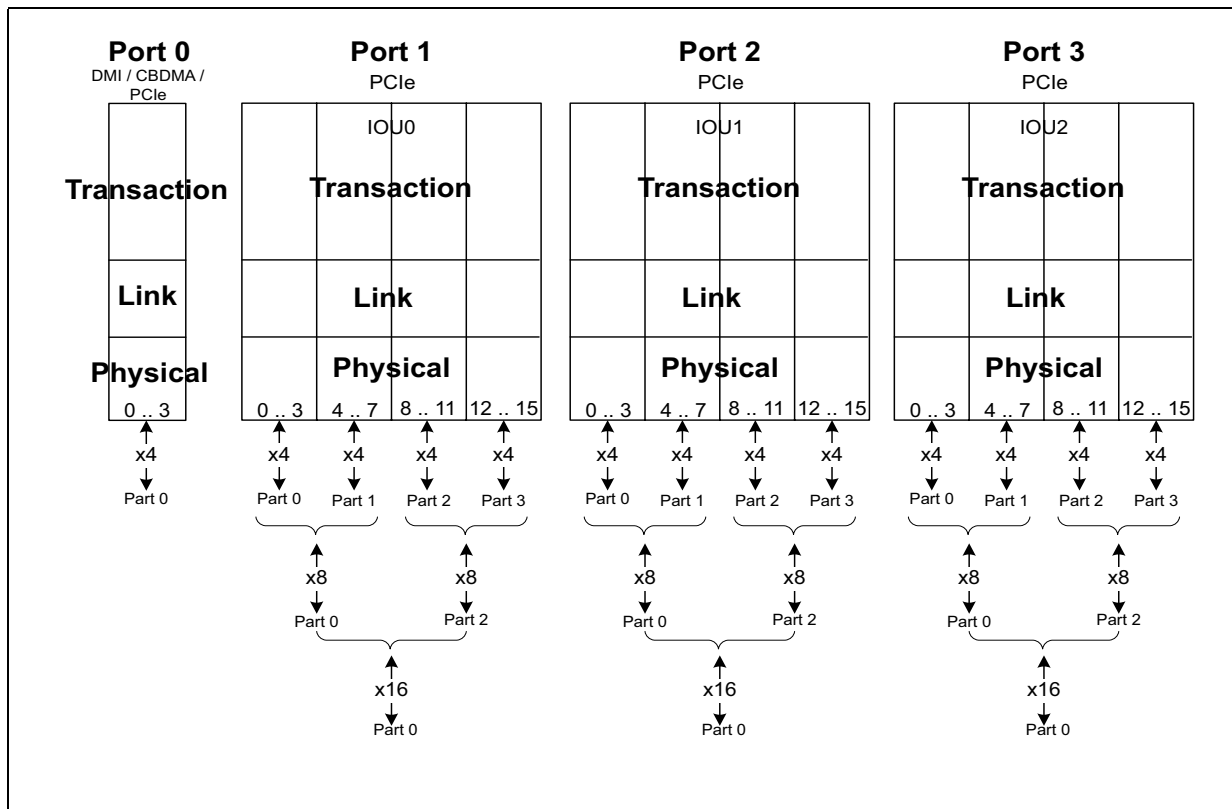 Port 0 Port 1 Port 2 Port 3
DMI / CBDMA / PCIe PCIe PCIe
PCIe
IOU0 IOU1 IOU2
Transaction Transaction Transaction Transaction
Link Link Link Link
Physical Physical Physical Physical
0 .. 3 0 .. 3 4 .. 7 8 .. 11 12 .. 15 0 .. 3 4 .. 7 8 .. 11 12 .. 15 0 .. 3 4 .. 7 8 .. 11 12 .. 15
x4 x4 x4 x4 x4 x4 x4 x4 x4 x4 x4 x4 x4
Part 0 Part 0 Part 1 Part 2 Part 3 Part 0 Part 1 Part 2 Part 3 Part 0 Part 1 Part 2 Part 3
x8 x8 x8 x8 x8 x8
Part 0 Part 2 Part 0 Part 2 Part 0 Part 2
x16 x16 x16
Part 0 Part 0 Part 0